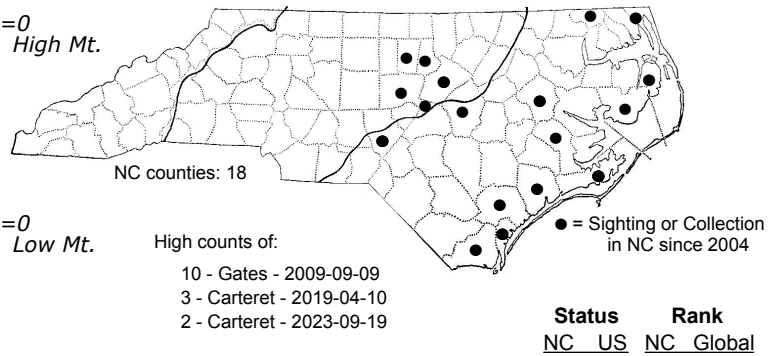 =0
High Mt.
NC counties: 18
=0
Low Mt.
High counts of:
10 - Gates - 2009-09-09
3 - Carteret - 2019-04-10
2 - Carteret - 2023-09-19
● = Sighting or Collection
in NC since 2004
Status Rank
NC US NC Global